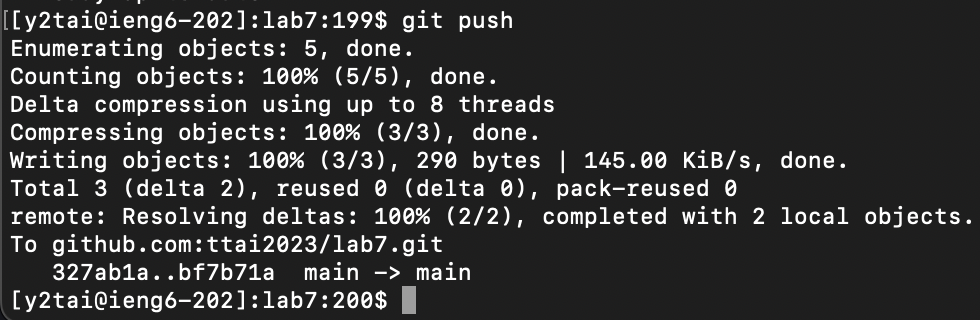 [[y2tai@ieng6-202]:lab7:199$ git push
Enumerating objects: 5, done.
Counting objects: 100% (5/5), done.
Delta compression using up to 8 threads
Compressing objects: 100% (3/3), done.
Writing objects: 100% (3/3), 290 bytes | 145.00 KiB/s, done.
Total 3 (delta 2), reused 0 (delta 0), pack-reused 0
remote: Resolving deltas: 100% (2/2), completed with 2 local objects.
To github.com:ttai2023/lab7.git
   327ab1a..bf7b71a  main -> main
[y2tai@ieng6-202]:lab7:200$